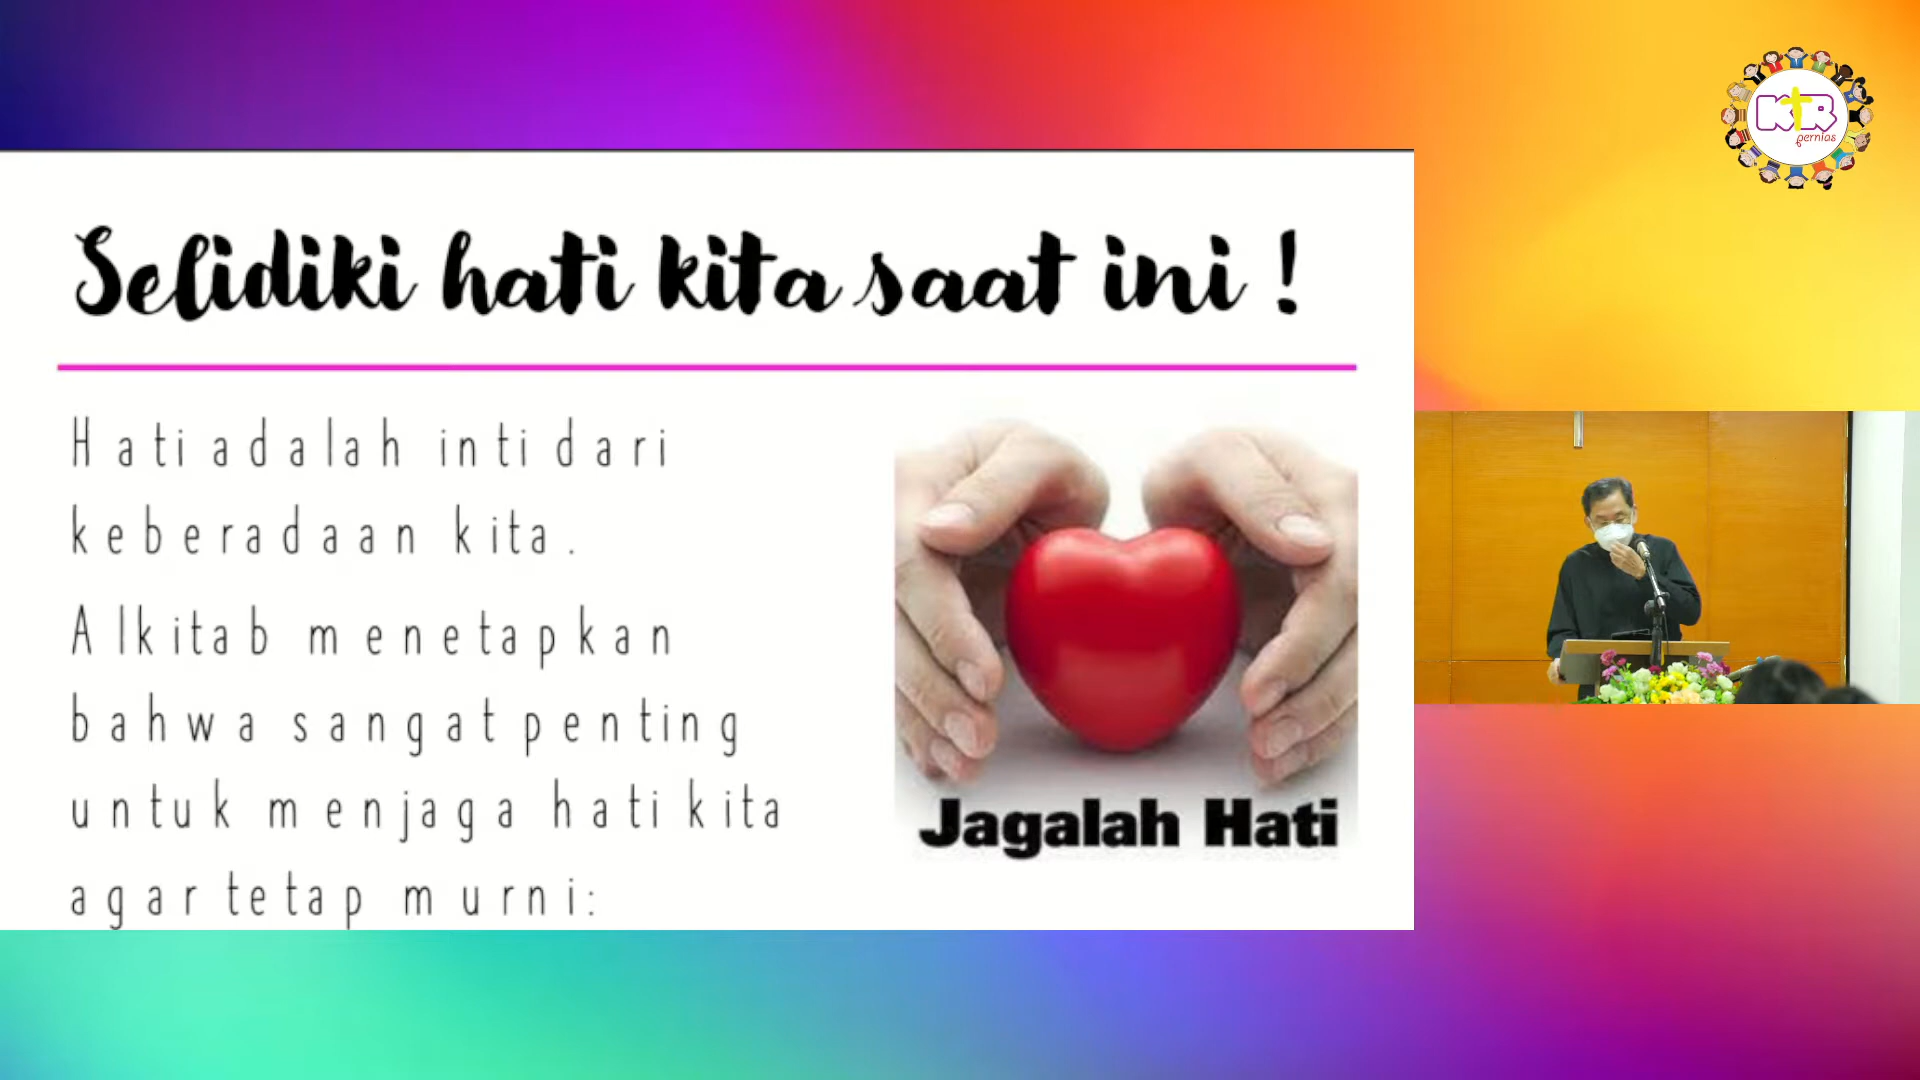 Selidiki hati kita saat ini !
Hati adalah inti dari
keberadaan kita.
Alkitab menetapkan
bahwa sangat penting
untuk menjaga hati kita
agar tetap murni:
Jagalah Hati
KTR
pernias